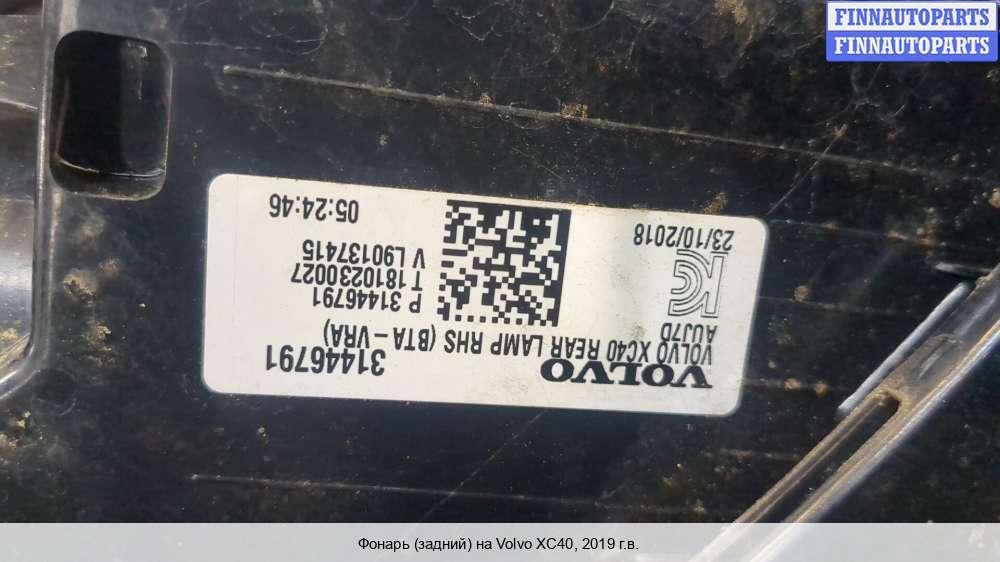 FINNAUTOPARTS
FINNAUTOPARTS
VOLVO 31446791
VOLVO XC40 REAR LAMP RHS (BTA-VRA)
AUJ7D
P 31446791
T1810230027
V L90137415
23/10/2018
05:24:46
Фонарь (задний) на Volvo XC40, 2019 г.в.